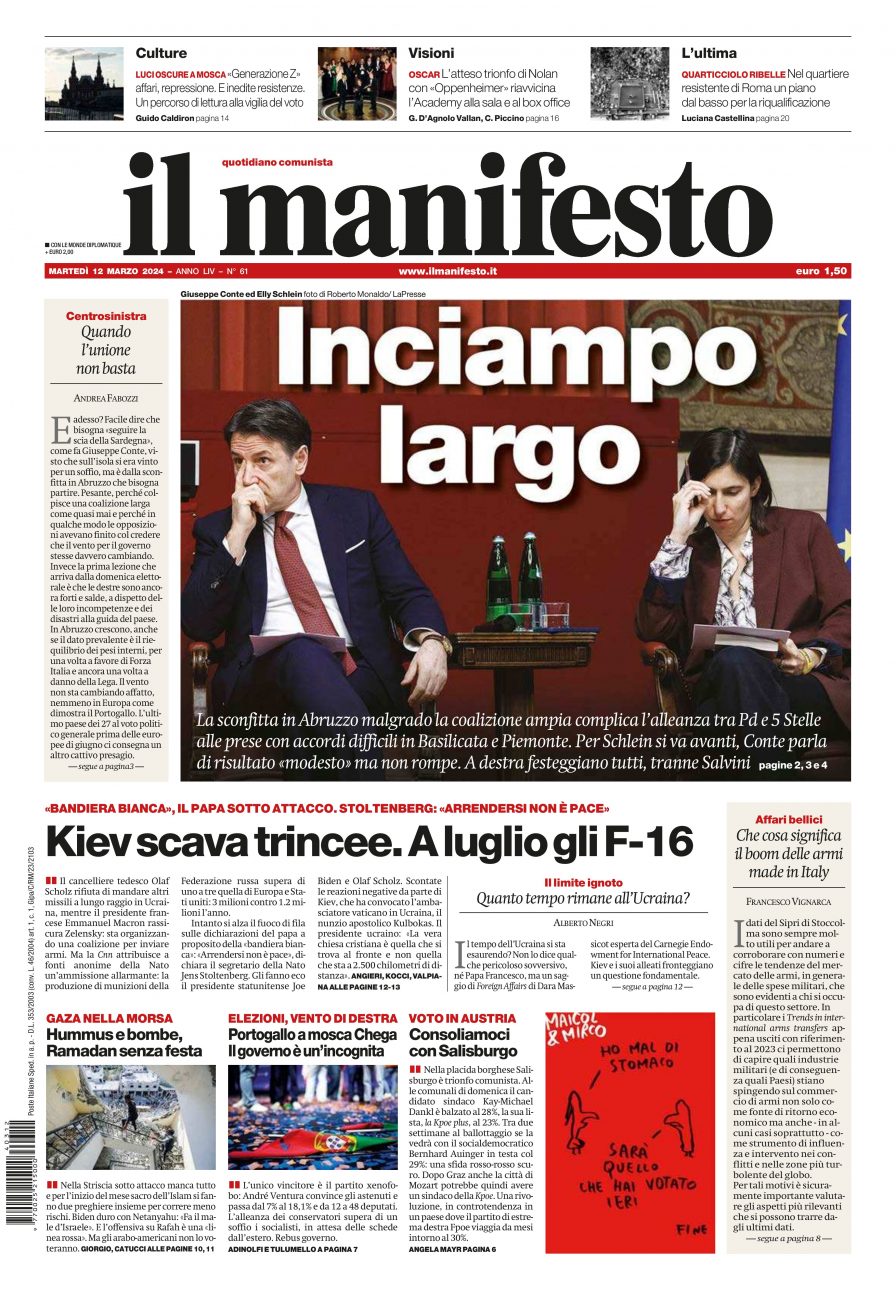 Culture
LUCI OSCURE A MOSCA «Generazione Z»
affari, repressione. E inedite resistenze.
Un percorso di lettura alla vigilia del voto
Guido Caldiron pagina 14
Visioni
OSCAR L'atteso trionfo di Nolan
con «Oppenheimer» riavvicina
l'Academy alla sala e al box office
G. D'Agnolo Vallan, C. Piccino pagina 16
L'ultima
QUARTICCIOLO RIBELLE Nel quartiere
resistente di Roma un piano
dal basso per la riqualificazione
Luciana Castellina pagina 20
quotidiano comunista
il manifesto
■ CON LE MONDE DIPLOMATIQUE
+ EURO 2,00
MARTEDÌ 12 MARZO 2024 – ANNO LIV – N° 61
www.ilmanifesto.it
euro 1,50
Centrosinistra
Quando
l'unione
non basta
ANDREA FABOZZI
E adesso? Facile dire che
bisogna «seguire la
scia della Sardegna»,
come fa Giuseppe Conte, vi-
sto che sull'isola si era vinto
per un soffio, ma è dalla scon-
fitta in Abruzzo che bisogna
partire. Pesante, perché col-
pisce una coalizione larga
come quasi mai e perché in
qualche modo le opposizio-
ni avevano finito col credere
che il vento per il governo
stesse davvero cambiando.
Invece la prima lezione che
arriva dalla domenica eletto-
rale è che le destre sono anco-
ra forti e salde, a dispetto del-
le loro incompetenze e dei
disastri alla guida del paese.
In Abruzzo crescono, anche
se il dato prevalente è il rie-
quilibrio dei pesi interni, per
una volta a favore di Forza
Italia e ancora una volta a
danno della Lega. Il vento
non sta cambiando affatto,
nemmeno in Europa come
dimostra il Portogallo. L'ulti-
mo paese dei 27 al voto politi-
co generale prima delle euro-
pee di giugno ci consegna un
altro cattivo presagio.
— segue a pagina3 —
Giuseppe Conte ed Elly Schlein foto di Roberto Monaldo/ LaPresse
Inciampo
largo
La sconfitta in Abruzzo malgrado la coalizione ampia complica l'alleanza tra Pd e 5 Stelle
alle prese con accordi difficili in Basilicata e Piemonte. Per Schlein si va avanti, Conte parla
di risultato «modesto» ma non rompe. A destra festeggiano tutti, tranne Salvini pagine 2, 3 e 4
«BANDIERA BIANCA», IL PAPA SOTTO ATTACCO. STOLTENBERG: «ARRENDERSI NON È PACE»
Kiev scava trincee. A luglio gli F-16
Il cancelliere tedesco Olaf
Scholz rifiuta di mandare altri
missili a lungo raggio in Ucrai-
na, mentre il presidente fran-
cese Emmanuel Macron rassi-
cura Zelensky: sta organizzan-
do una coalizione per inviare
armi. Ma la Cnn attribuisce a
fonti anonime della Nato
un'ammissione allarmante: la
produzione di munizioni della
Federazione russa supera di
uno a tre quella di Europa e Sta-
ti uniti: 3 milioni contro 1.2 mi-
lioni l'anno.
Intanto si alza il fuoco di fila
sulle dichiarazioni del papa a
proposito della «bandiera bian-
ca»: «Arrendersi non è pace», di-
chiara il segretario della Nato
Jens Stoltenberg. Gli fanno eco
il presidente statunitense Joe
Biden e Olaf Scholz. Scontate
le reazioni negative da parte di
Kiev, che ha convocato l'amba-
sciatore vaticano in Ucraina, il
nunzio apostolico Kulbokas. Il
presidente ucraino: «La vera
chiesa cristiana è quella che si
trova al fronte e non quella
che sta a 2.500 chilometri di di-
stanza». ANGIERI, KOCCI, VALPIA-
NA ALLE PAGINE 12-13
Il limite ignoto
Quanto tempo rimane all'Ucraina?
ALBERTO NEGRI
Il tempo dell'Ucraina si sta
esaurendo? Non lo dice qual-
che pericoloso sovversivo,
né Papa Francesco, ma un sag-
gio di Foreign Affairs di Dara Mas-
sicot esperta del Carnegie Endo-
wment for International Peace.
Kiev e i suoi alleati fronteggiano
un questione fondamentale.
— segue a pagina 12 —
Affari bellici
Che cosa significa
il boom delle armi
made in Italy
FRANCESCO VIGNARCA
I dati del Sipri di Stoccol-
ma sono sempre mol-
to utili per andare a
corroborare con numeri e
cifre le tendenze del mer-
cato delle armi, in genera-
le delle spese militari, che
sono evidenti a chi si occu-
pa di questo settore. In
particolare i Trends in inter-
national arms transfers ap-
pena usciti con riferimen-
to al 2023 ci permettono
di capire quali industrie
militari (e di conseguen-
za quali Paesi) stiano
spingendo sul commer-
cio di armi non solo co-
me fonte di ritorno econo-
mico ma anche - in al-
cuni casi soprattutto - co-
me strumento di influen-
za e intervento nei con-
flitti e nelle zone più tur-
bolente del globo.
Per tali motivi è sicura-
mente importante valuta-
re gli aspetti più rilevanti
che si possono trarre da-
gli ultimi dati.
— segue a pagina 8 —
GAZA NELLA MORSA
Hummus e bombe,
Ramadan senza festa
Nella Striscia sotto attacco manca tutto
e per l'inizio del mese sacro dell'Islam si fan-
no due preghiere insieme per correre meno
rischi. Biden duro con Netanyahu: «Fa il ma-
le d'Israele». E l'offensiva su Rafah è una «li-
nea rossa». Ma gli arabo-americani non lo vo-
teranno. GIORGIO, CATUCCI ALLE PAGINE 10, 11
ELEZIONI, VENTO DI DESTRA
Portogallo a mosca Chega
Il governo è un'incognita
L'unico vincitore è il partito xenofo-
bo: André Ventura convince gli astenuti e
passa dal 7% al 18,1% e da 12 a 48 deputati.
L'alleanza dei conservatori supera di un
soffio i socialisti, in attesa delle schede
dall'estero. Rebus governo.
ADINOLFI E TULUMELLO A PAGINA 7
VOTO IN AUSTRIA
Consoliamoci
con Salisburgo
Nella placida borghese Sali-
sburgo è trionfo comunista. Al-
le comunali di domenica il can-
didato sindaco Kay-Michael
Dankl è balzato al 28%, la sua li-
sta, la Kpoe plus, al 23%. Tra due
settimane al ballottaggio se la
vedrà con il socialdemocratico
Bernhard Auinger in testa col
29%: una sfida rosso-rosso scu-
ro. Dopo Graz anche la città di
Mozart potrebbe quindi avere
un sindaco della Kpoe. Una rivo-
luzione, in controtendenza in
un paese dove il partito di estre-
ma destra Fpoe viaggia da mesi
intorno al 30%.
ANGELA MAYR PAGINA 6
MAICOL
& MIRCO
HO MAL DI
STOMACO
SARÀ
QUELLO
CHE HAI VOTATO
IERI
FINE
Poste Italiane Sped. in a. p. - D.L. 353/2003 (conv. L. 46/2004) art. 1, c. 1, Gipa/C/RM/23/2103
40312
9 770025 215000